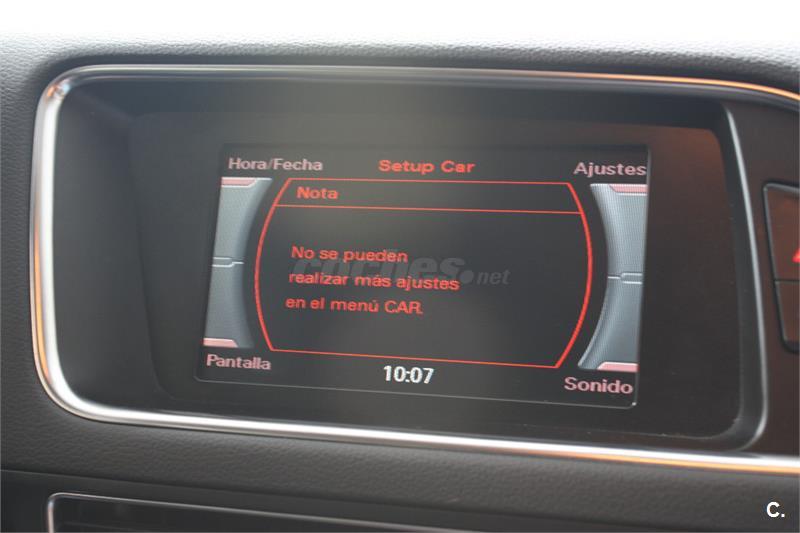 Hora/Fecha Setup Car Ajustes
Nota
No se pueden
realizar más ajustes
en el menú CAR.
coches.net
Pantalla 10:07 Sonido
C.